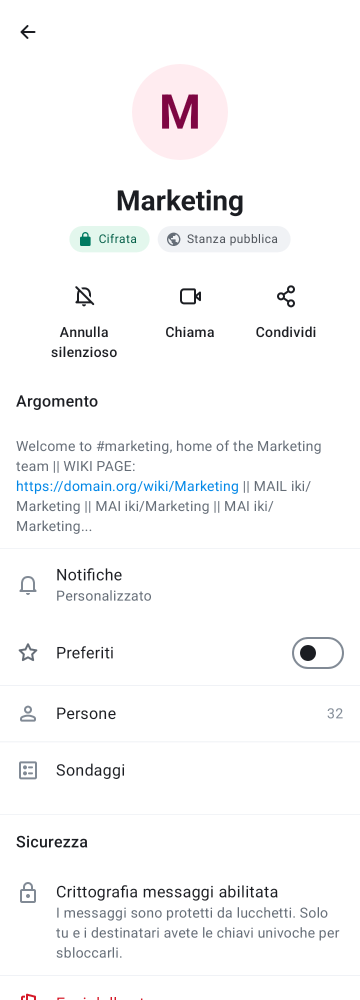 M
Marketing
Cifrata
Stanza pubblica
Annulla
silenzioso
Chiama
Condividi
Argomento
Welcome to #marketing, home of the Marketing
team || WIKI PAGE:
https://domain.org/wiki/Marketing || MAIL iki/
Marketing || MAI iki/Marketing || MAI iki/
Marketing...
Notifiche
Personalizzato
Preferiti
Persone 32
Sondaggi
Sicurezza
Crittografia messaggi abilitata
I messaggi sono protetti da lucchetti. Solo
tu e i destinatari avete le chiavi univoche per
sbloccarli.